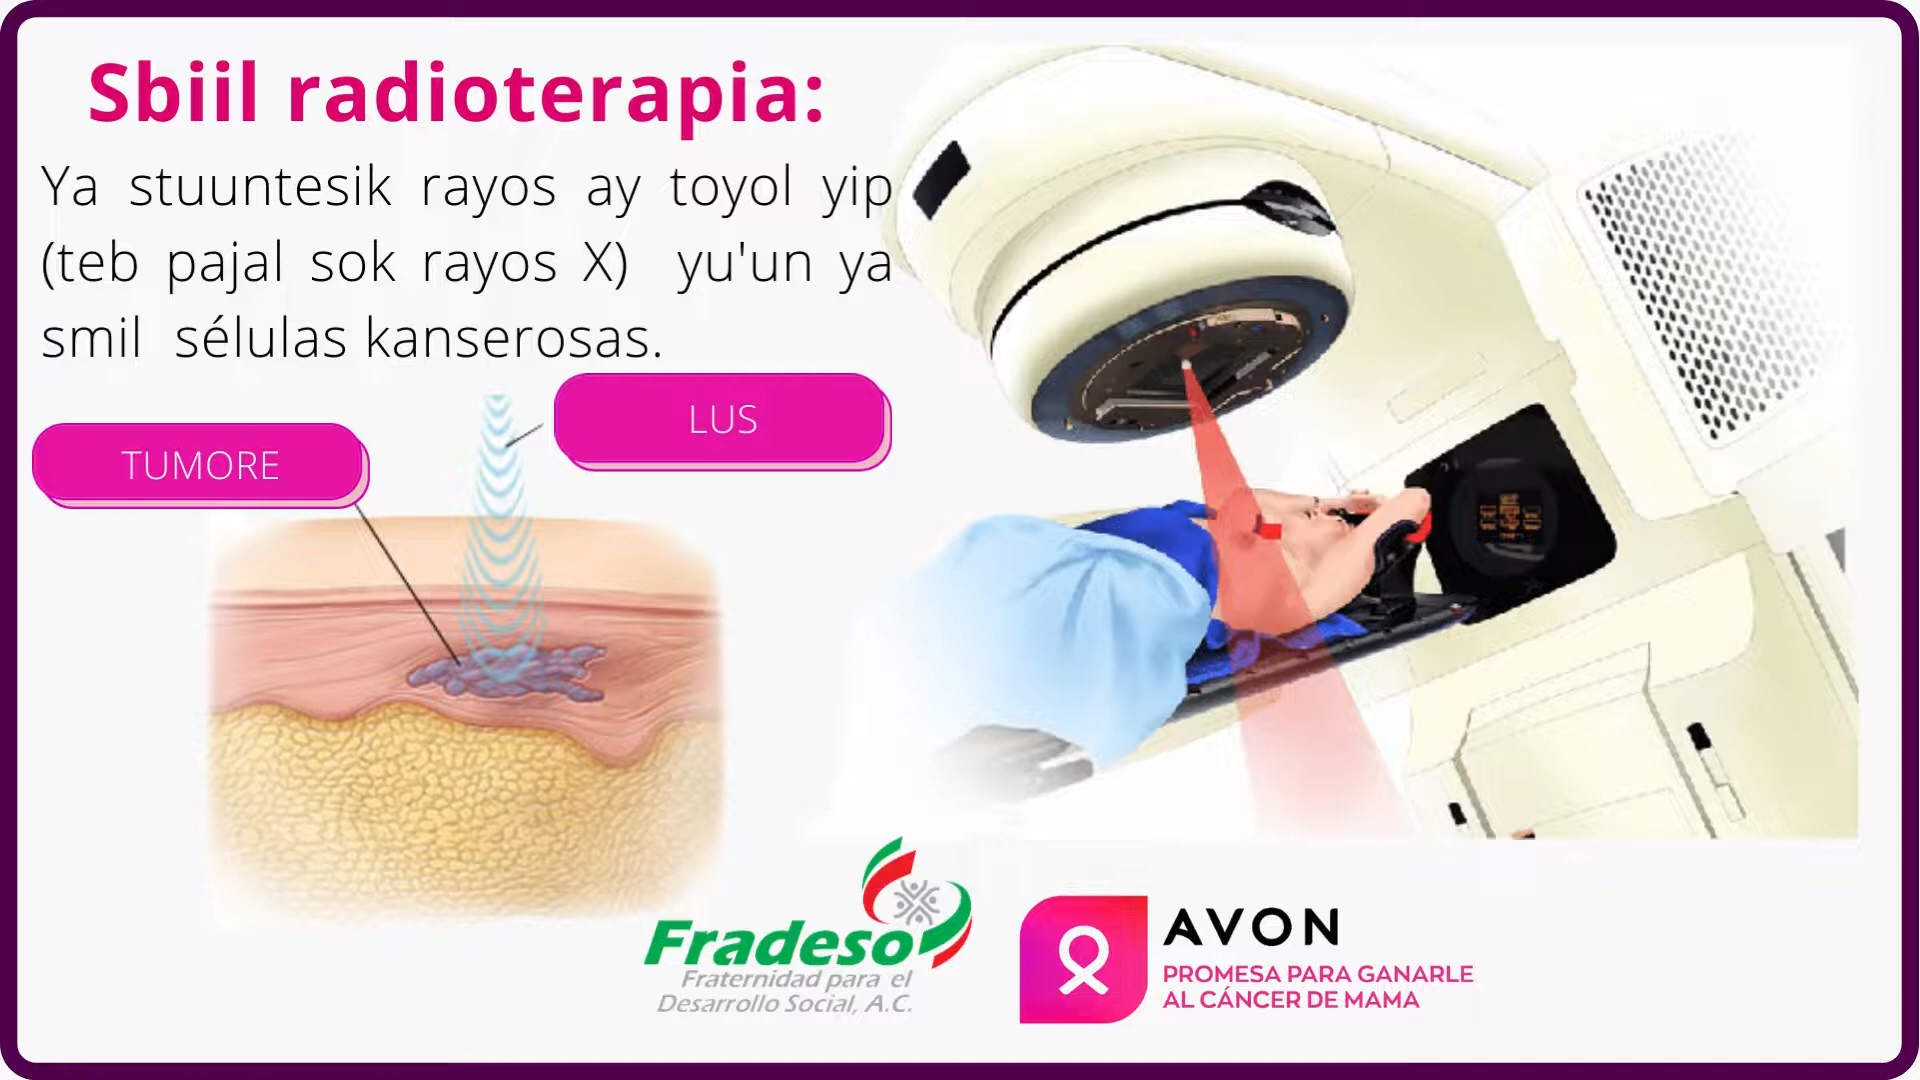 Sbiil radioterapia:
Ya stuuntesik rayos ay toyol yip
(teb pajal sok rayos X) yu'un ya
smil sélulas kanserosas.
LUS
TUMORE
Fradeso
Fraternidad para el
Desarrollo Social, A.C.
AVON
PROMESA PARA GANARLE
AL CÁNCER DE MAMA